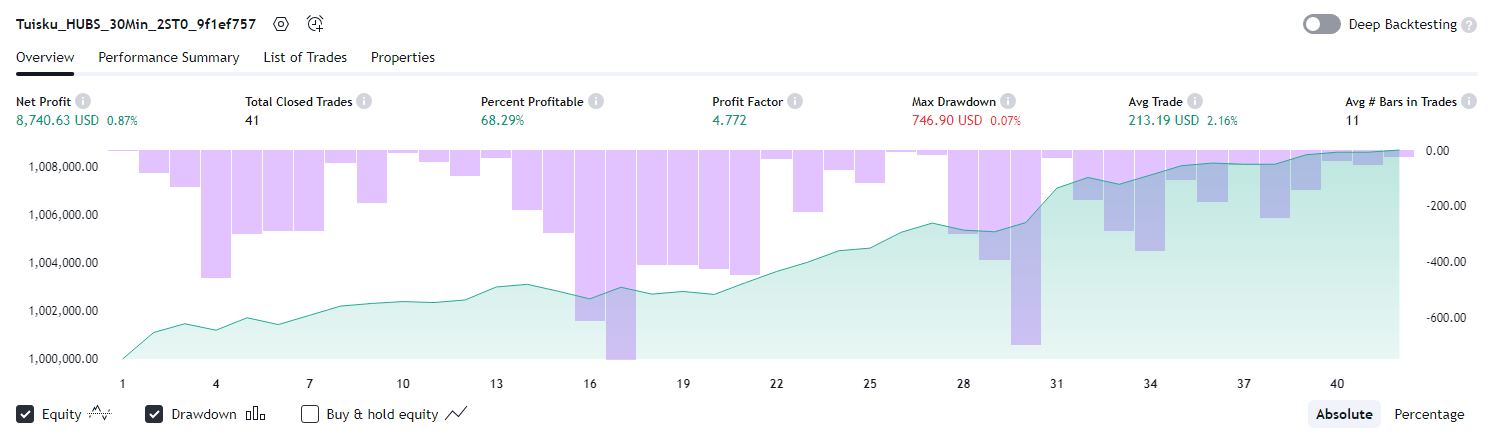 Tuisku_HUBS_30Min_2ST0_9f1ef757
Deep Backtesting ?
Overview Performance Summary List of Trades Properties
Net Profit Total Closed Trades Percent Profitable Profit Factor Max Drawdown Avg Trade Avg # Bars in Trades
8,740.63 USD 0.87% 41 68.29% 4.772 746.90 USD 0.07% 213.19 USD 2.16% 11
1,008,000.00
1,006,000.00
1,004,000.00
1,002,000.00
1,000,000.00
0.00
-200.00
-400.00
-600.00
1 4 7 10 13 16 19 22 25 28 31 34 37 40
Equity Drawdown Buy & hold equity Absolute Percentage